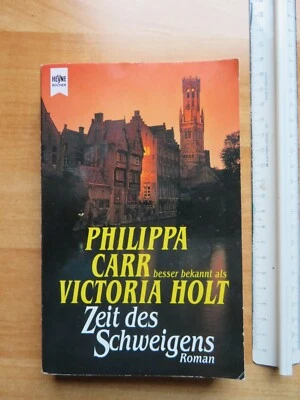 HEYNE
BÜCHER
PHILIPPA
CARR besser bekannt als
VICTORIA HOLT
Zeit des
Schweigens
Roman